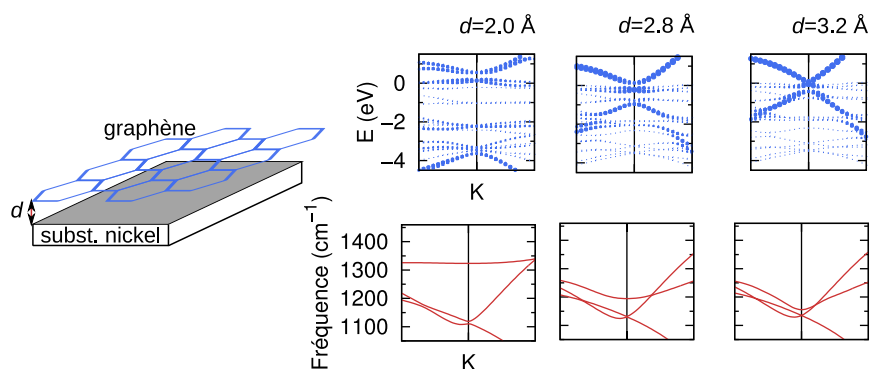 d=2.0 Å
d=2.8 Å
d=3.2 Å
graphène
d
subst. nickel
E (eV)
0
−2
−4
K
Fréquence (cm⁻¹)
1400
1300
1200
1100
K